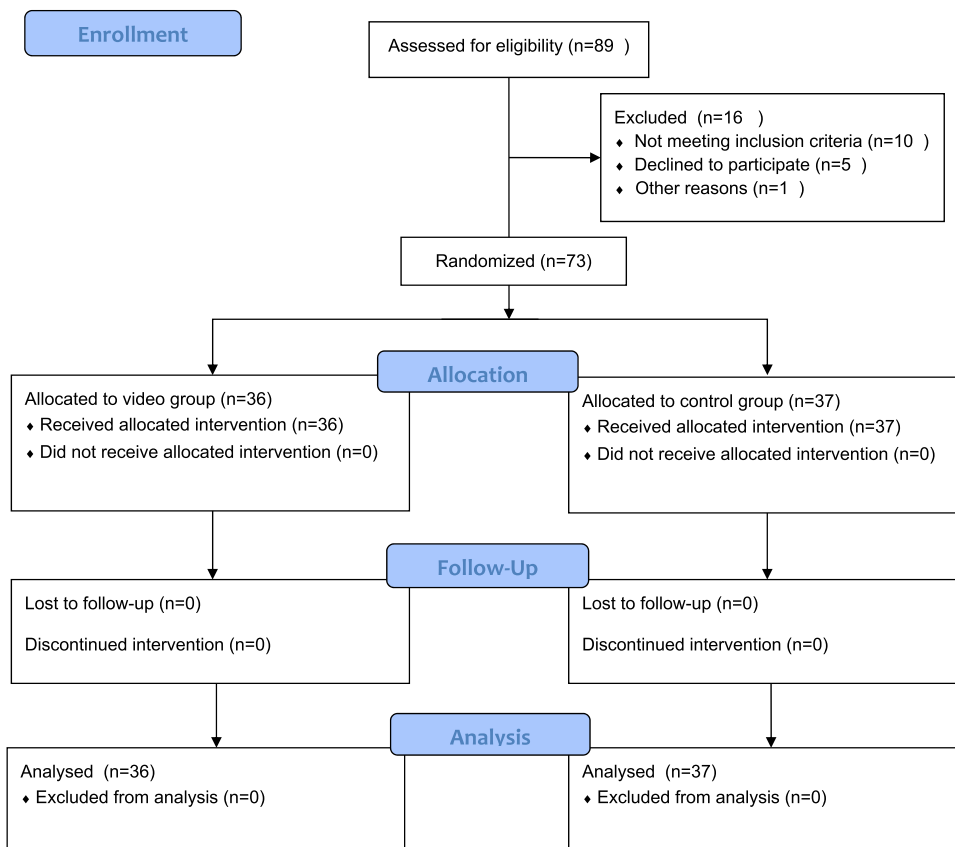 Enrollment
Assessed for eligibility (n=89  )
Excluded  (n=16   )
♦ Not meeting inclusion criteria (n=10  )
♦ Declined to participate (n=5   )
♦ Other reasons (n=1  )
Randomized (n=73)
Allocation
Allocated to video group (n=36)
♦ Received allocated intervention (n=36)
♦ Did not receive allocated intervention (n=0)
Allocated to control group (n=37)
♦ Received allocated intervention (n=37)
♦ Did not receive allocated intervention (n=0)
Follow-Up
Lost to follow-up (n=0)
Discontinued intervention (n=0)
Lost to follow-up (n=0)
Discontinued intervention (n=0)
Analysis
Analysed  (n=36)
♦ Excluded from analysis (n=0)
Analysed  (n=37)
♦ Excluded from analysis (n=0)